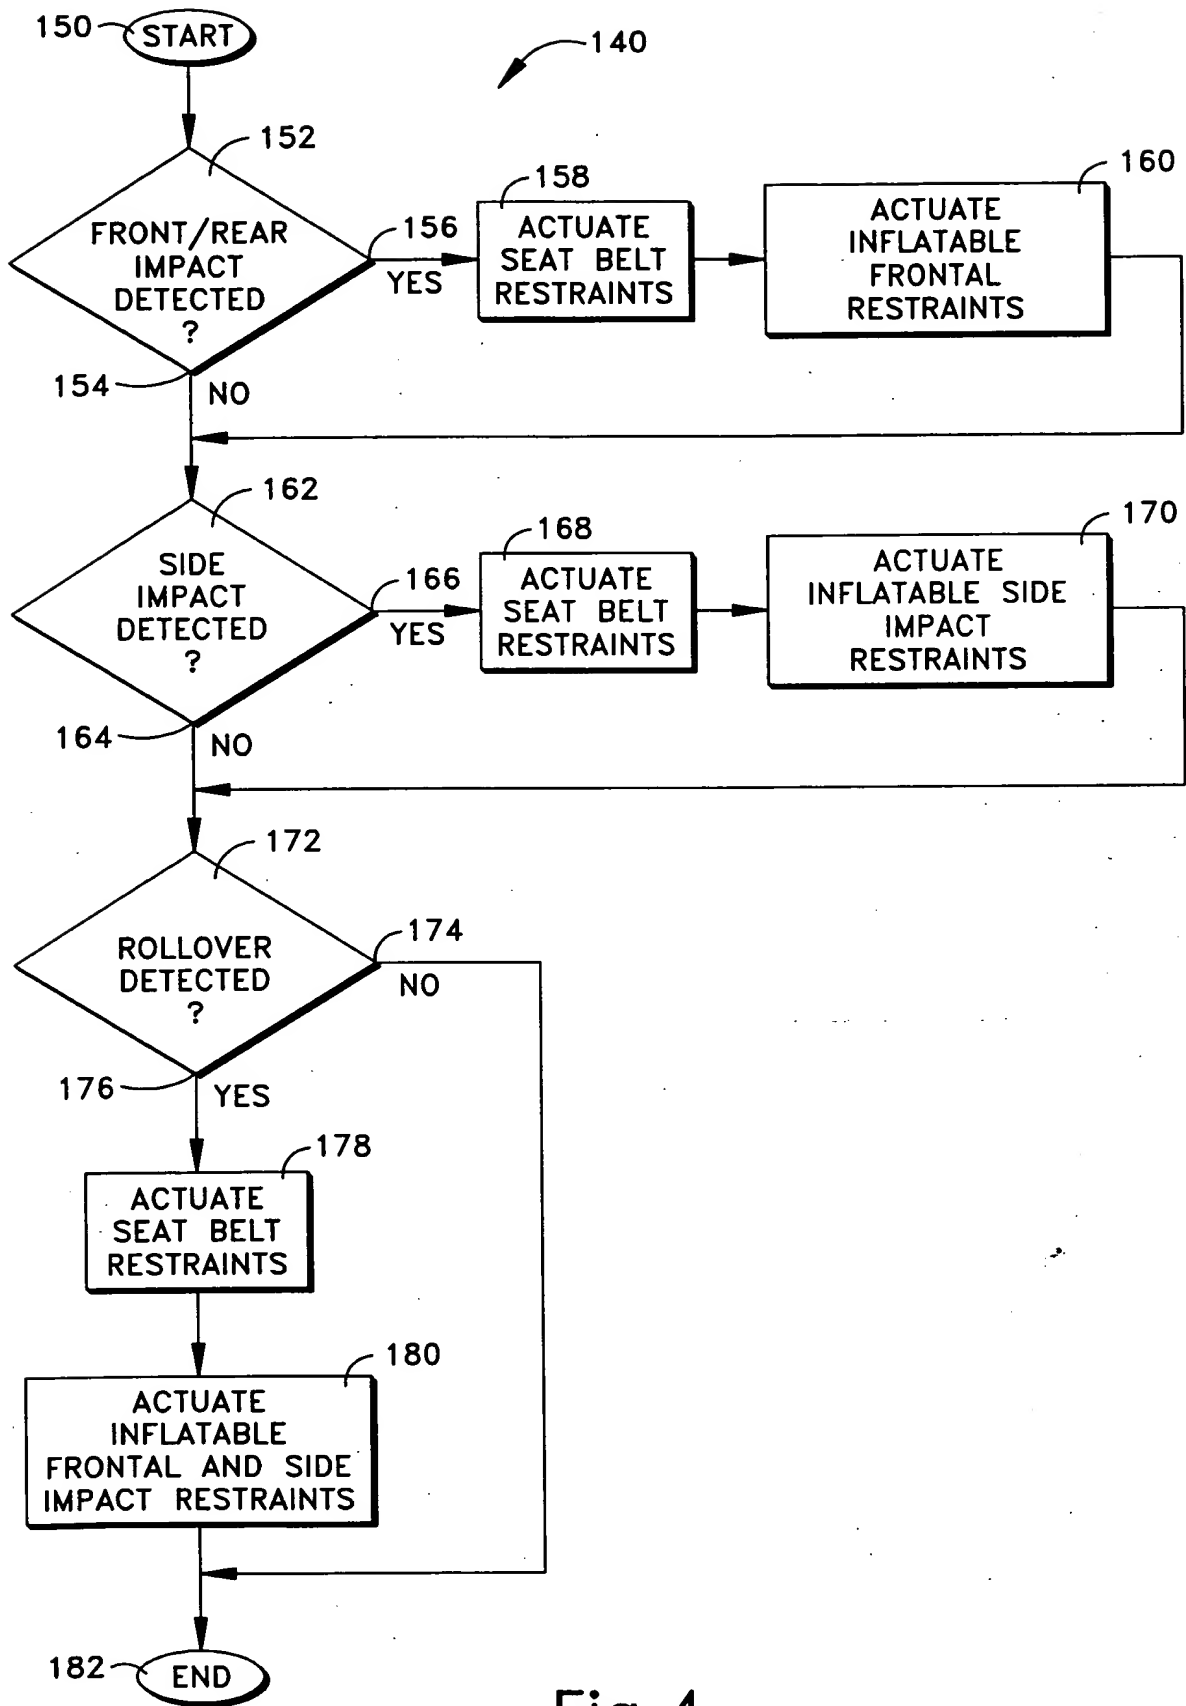 150
START
140
152
FRONT/REAR
IMPACT
DETECTED
?
154
NO
156
YES
158
ACTUATE
SEAT BELT
RESTRAINTS
160
ACTUATE
INFLATABLE
FRONTAL
RESTRAINTS
162
SIDE
IMPACT
DETECTED
?
164
NO
166
YES
168
ACTUATE
SEAT BELT
RESTRAINTS
170
ACTUATE
INFLATABLE SIDE
IMPACT
RESTRAINTS
172
ROLLOVER
DETECTED
?
174
NO
176
YES
178
ACTUATE
SEAT BELT
RESTRAINTS
180
ACTUATE
INFLATABLE
FRONTAL AND SIDE
IMPACT RESTRAINTS
182
END
Fig. 4